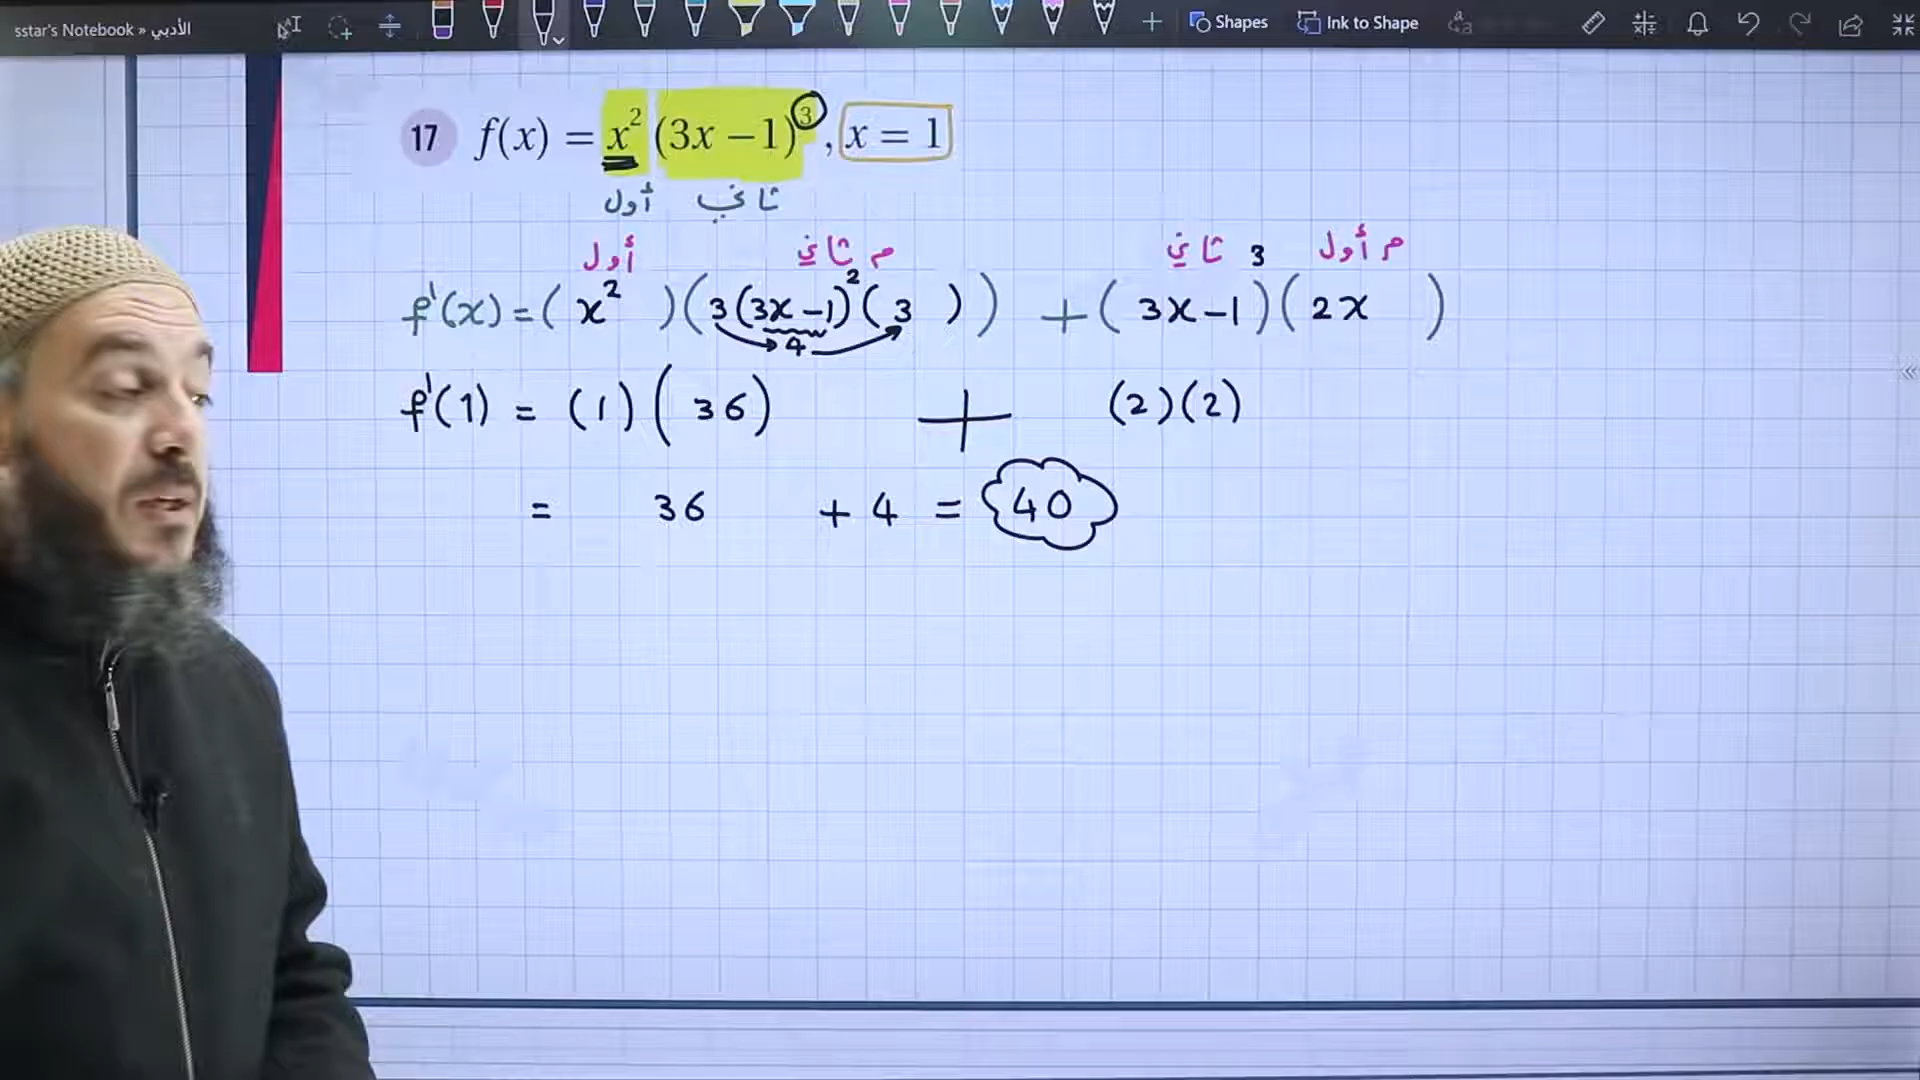 sstar's Notebook » الأدبي
Shapes
Ink to Shape
17 f(x) = x² (3x − 1)³, x = 1
أول ثاني
أول م ثاني ثاني م أول
f'(x) = (x²)(3(3x−1)²(3)) + (3x−1)³(2x)
4
f'(1) = (1)(36) + (2)(2)
= 36 + 4 = 40